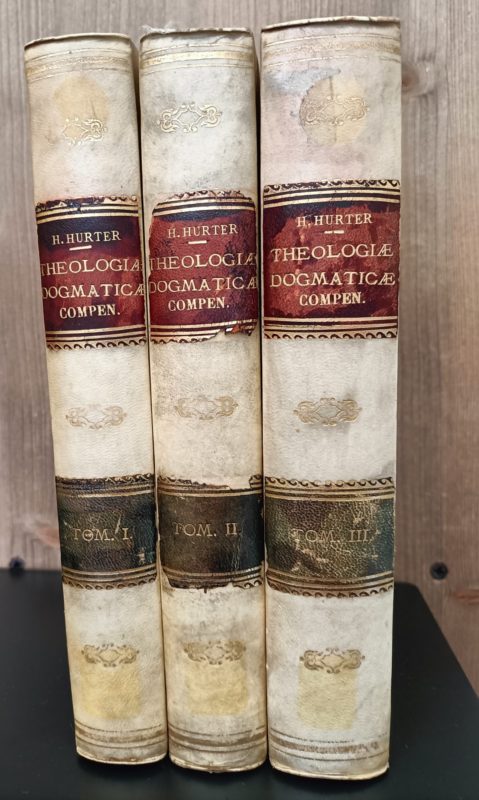 H. HURTER
THEOLOGIÆ
DOGMATICÆ
COMPEN.
TOM. I.
H. HURTER
THEOLOGIÆ
DOGMATICÆ
COMPEN.
TOM. II.
H. HURTER
THEOLOGIÆ
DOGMATICÆ
COMPEN.
TOM. III.